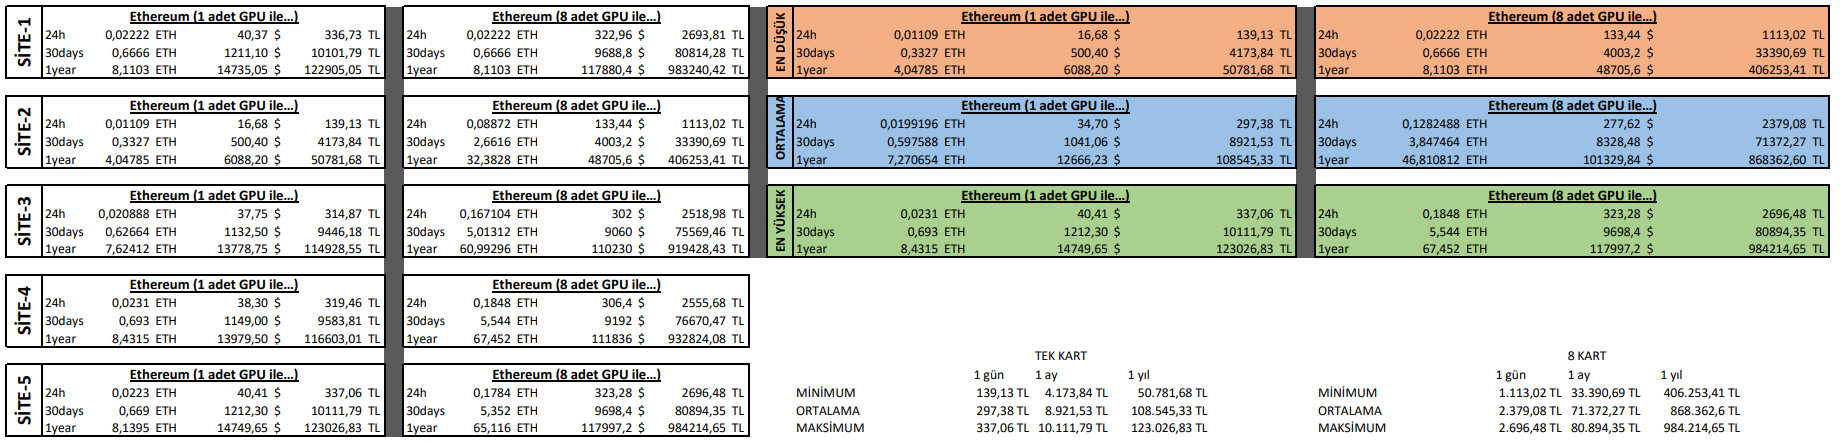 SİTE-1
Ethereum (1 adet GPU ile...)
24h 0,02222 ETH 40,37 $ 336,73 TL
30days 0,6666 ETH 1211,10 $ 10101,79 TL
1year 8,1103 ETH 14735,05 $ 122905,05 TL
Ethereum (8 adet GPU ile...)
24h 0,02222 ETH 322,96 $ 2693,81 TL
30days 0,6666 ETH 9688,8 $ 80814,28 TL
1year 8,1103 ETH 117880,4 $ 983240,42 TL
EN DÜŞÜK
Ethereum (1 adet GPU ile...)
24h 0,01109 ETH 16,68 $ 139,13 TL
30days 0,3327 ETH 500,40 $ 4173,84 TL
1year 4,04785 ETH 6088,20 $ 50781,68 TL
Ethereum (8 adet GPU ile...)
24h 0,02222 ETH 133,44 $ 1113,02 TL
30days 0,6666 ETH 4003,2 $ 33390,69 TL
1year 8,1103 ETH 48705,6 $ 406253,41 TL
SİTE-2
Ethereum (1 adet GPU ile...)
24h 0,01109 ETH 16,68 $ 139,13 TL
30days 0,3327 ETH 500,40 $ 4173,84 TL
1year 4,04785 ETH 6088,20 $ 50781,68 TL
Ethereum (8 adet GPU ile...)
24h 0,08872 ETH 133,44 $ 1113,02 TL
30days 2,6616 ETH 4003,2 $ 33390,69 TL
1year 32,3828 ETH 48705,6 $ 406253,41 TL
ORTALAMA
Ethereum (1 adet GPU ile...)
24h 0,0199196 ETH 34,70 $ 297,38 TL
30days 0,597588 ETH 1041,06 $ 8921,53 TL
1year 7,270654 ETH 12666,23 $ 108545,33 TL
Ethereum (8 adet GPU ile...)
24h 0,1282488 ETH 277,62 $ 2379,08 TL
30days 3,847464 ETH 8328,48 $ 71372,27 TL
1year 46,810812 ETH 101329,84 $ 868362,60 TL
SİTE-3
Ethereum (1 adet GPU ile...)
24h 0,020888 ETH 37,75 $ 314,87 TL
30days 0,62664 ETH 1132,50 $ 9446,18 TL
1year 7,62412 ETH 13778,75 $ 114928,55 TL
Ethereum (8 adet GPU ile...)
24h 0,167104 ETH 302 $ 2518,98 TL
30days 5,01312 ETH 9060 $ 75569,46 TL
1year 60,99296 ETH 110230 $ 919428,43 TL
EN YÜKSEK
Ethereum (1 adet GPU ile...)
24h 0,0231 ETH 40,41 $ 337,06 TL
30days 0,693 ETH 1212,30 $ 10111,79 TL
1year 8,4315 ETH 14749,65 $ 123026,83 TL
Ethereum (8 adet GPU ile...)
24h 0,1848 ETH 323,28 $ 2696,48 TL
30days 5,544 ETH 9698,4 $ 80894,35 TL
1year 67,452 ETH 117997,2 $ 984214,65 TL
SİTE-4
Ethereum (1 adet GPU ile...)
24h 0,0231 ETH 38,30 $ 319,46 TL
30days 0,693 ETH 1149,00 $ 9583,81 TL
1year 8,4315 ETH 13979,50 $ 116603,01 TL
Ethereum (8 adet GPU ile...)
24h 0,1848 ETH 306,4 $ 2555,68 TL
30days 5,544 ETH 9192 $ 76670,47 TL
1year 67,452 ETH 111836 $ 932824,08 TL
SİTE-5
Ethereum (1 adet GPU ile...)
24h 0,0223 ETH 40,41 $ 337,06 TL
30days 0,669 ETH 1212,30 $ 10111,79 TL
1year 8,1395 ETH 14749,65 $ 123026,83 TL
Ethereum (8 adet GPU ile...)
24h 0,1784 ETH 323,28 $ 2696,48 TL
30days 5,352 ETH 9698,4 $ 80894,35 TL
1year 65,116 ETH 117997,2 $ 984214,65 TL
TEK KART
1 gün 1 ay 1 yıl
MİNİMUM 139,13 TL 4.173,84 TL 50.781,68 TL
ORTALAMA 297,38 TL 8.921,53 TL 108.545,33 TL
MAKSİMUM 337,06 TL 10.111,79 TL 123.026,83 TL
8 KART
1 gün 1 ay 1 yıl
MİNİMUM 1.113,02 TL 33.390,69 TL 406.253,41 TL
ORTALAMA 2.379,08 TL 71.372,27 TL 868.362,6 TL
MAKSİMUM 2.696,48 TL 80.894,35 TL 984.214,65 TL